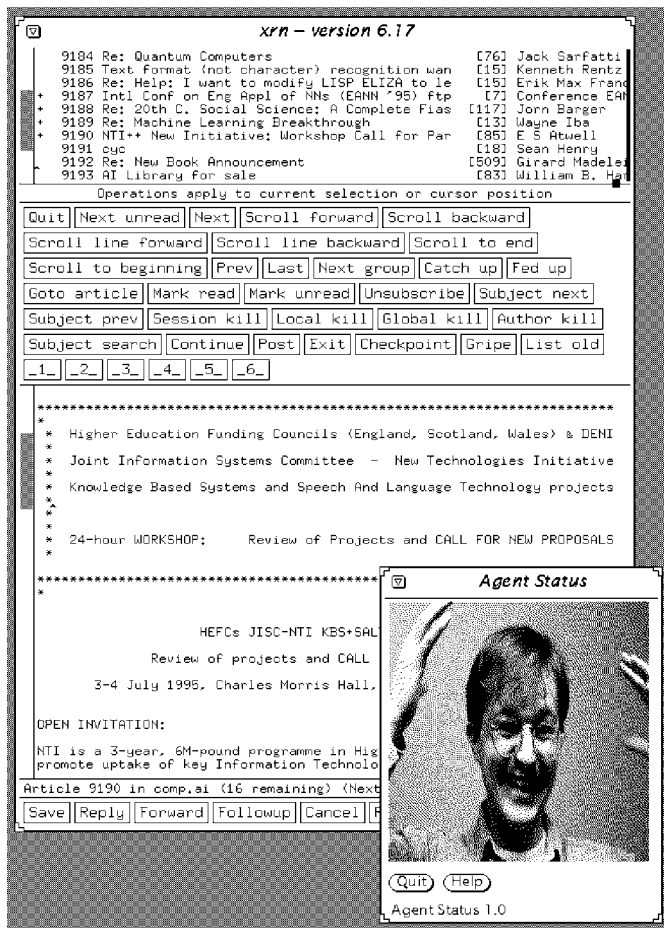 xrn – version 6.17
9184 Re: Quantum Computers [76] Jack Sarfatti
9185 Text format (not character) recognition wan [15] Kenneth Rentz
9186 Re: Help: I want to modify LISP ELIZA to le [15] Erik Max Franc
+ 9187 Intl Conf on Eng Appl of NNs (EANN '95) ftp [7] Conference EAN
+ 9188 Re: 20th C. Social Science: A Complete Fias [117] Jorn Barger
+ 9189 Re: Machine Learning Breakthrough [13] Wayne Iba
+ 9190 NTI++ New Initiative: Workshop Call for Par [85] E S Atwell
9191 cyc [18] Sean Henry
9192 Re: New Book Announcement [509] Girard Madelei
9193 AI Library for sale [83] William B. Har
Operations apply to current selection or cursor position
Quit Next unread Next Scroll forward Scroll backward
Scroll line forward Scroll line backward Scroll to end
Scroll to beginning Prev Last Next group Catch up Fed up
Goto article Mark read Mark unread Unsubscribe Subject next
Subject prev Session kill Local kill Global kill Author kill
Subject search Continue Post Exit Checkpoint Gripe List old
_1_ _2_ _3_ _4_ _5_ _6_
*************************************************************************
*
* Higher Education Funding Councils (England, Scotland, Wales) & DENI
*
* Joint Information Systems Committee - New Technologies Initiative
*
* Knowledge Based Systems and Speech And Language Technology projects
*
*
*
* 24-hour WORKSHOP: Review of Projects and CALL FOR NEW PROPOSALS
*
*******************************************
*
HEFCs JISC-NTI KBS+SAL
Review of projects and CALL
3-4 July 1995, Charles Morris Hall,
OPEN INVITATION:
NTI is a 3-year, 6M-pound programme in Hig
promote uptake of key Information Technolo
Article 9190 in comp.ai (16 remaining) (Next
Save Reply Forward Followup Cancel
Agent Status
Quit Help
Agent Status 1.0